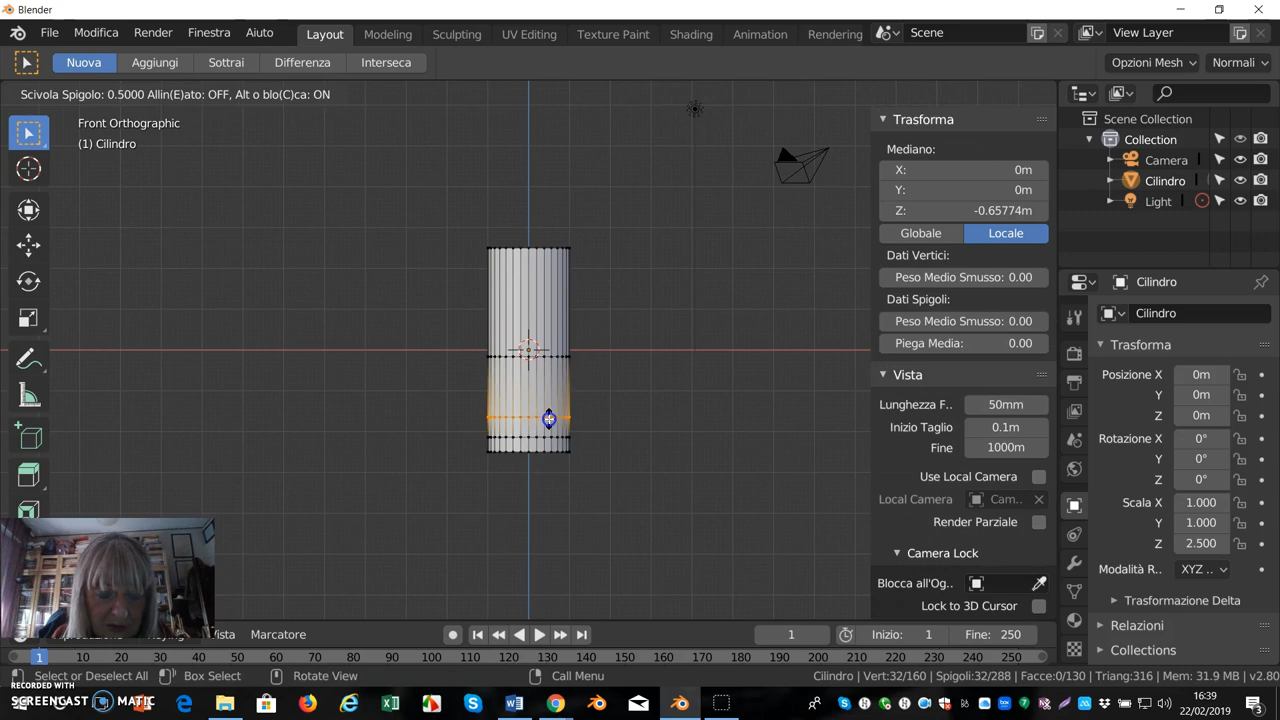 Blender
File Modifica Render Finestra Aiuto Layout Modeling Sculpting UV Editing Texture Paint Shading Animation Rendering Scene View Layer
Nuova Aggiungi Sottrai Differenza Interseca Opzioni Mesh Normali
Scivola Spigolo: 0.5000 Allin(E)ato: OFF, Alt o blo(C)ca: ON
Front Orthographic
(1) Cilindro
Trasforma
Mediano:
X: 0m
Y: 0m
Z: -0.65774m
Globale Locale
Dati Vertici:
Peso Medio Smusso: 0.00
Dati Spigoli:
Peso Medio Smusso: 0.00
Piega Media: 0.00
Vista
Lunghezza F.. 50mm
Inizio Taglio 0.1m
Fine 1000m
Use Local Camera
Local Camera Cam..
Render Parziale
Camera Lock
Blocca all'Og..
Lock to 3D Cursor
Scene Collection
Collection
Camera
Cilindro
Light
Cilindro
Cilindro
Trasforma
Posizione X 0m
Y 0m
Z 0m
Rotazione X 0°
Y 0°
Z 0°
Scala X 1.000
Y 1.000
Z 2.500
Modalità R.. XYZ ..
Trasformazione Delta
Relazioni
Collections
Vista Marcatore 1 Inizio: 1 Fine: 250
1 10 20 30 40 50 60 70 80 90 100 110 120 130 140 150 160 170 180 190 200 210 220 230 240 250
Select or Deselect All Box Select Rotate View Call Menu Cilindro | Vert:32/160 | Spigoli:32/288 | Facce:0/130 | Triang:316 | Mem: 31.9 MB | v2.80
RECORDED WITH
SCREENCAST MATIC
16:39
22/02/2019